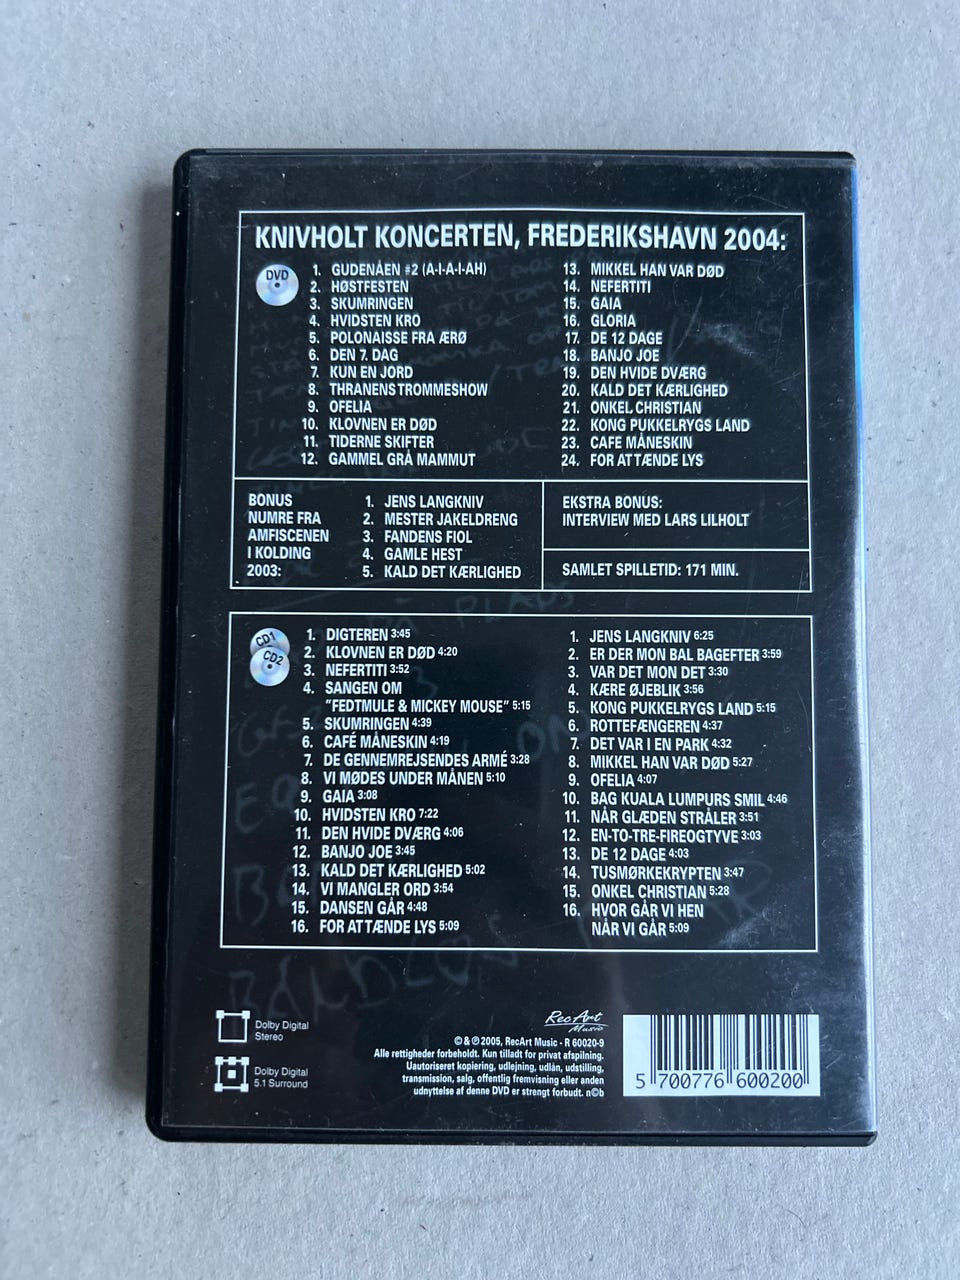 KNIVHOLT KONCERTEN, FREDERIKSHAVN 2004:
DVD
1. GUDENÅEN #2 (A-I-A-I-AH)
2. HØSTFESTEN
3. SKUMRINGEN
4. HVIDSTEN KRO
5. POLONAISSE FRA ÆRØ
6. DEN 7. DAG
7. KUN EN JORD
8. THRANENS TROMMESHOW
9. OFELIA
10. KLOVNEN ER DØD
11. TIDERNE SKIFTER
12. GAMMEL GRÅ MAMMUT
13. MIKKEL HAN VAR DØD
14. NEFERTITI
15. GAIA
16. GLORIA
17. DE 12 DAGE
18. BANJO JOE
19. DEN HVIDE DVÆRG
20. KALD DET KÆRLIGHED
21. ONKEL CHRISTIAN
22. KONG PUKKELRYGS LAND
23. CAFE MÅNESKIN
24. FOR AT TÆNDE LYS
BONUS
NUMRE FRA
AMFISCENEN
I KOLDING
2003:
1. JENS LANGKNIV
2. MESTER JAKELDRENG
3. FANDENS FIOL
4. GAMLE HEST
5. KALD DET KÆRLIGHED
EKSTRA BONUS:
INTERVIEW MED LARS LILHOLT
SAMLET SPILLETID: 171 MIN.
CD1
CD2
1. DIGTEREN 3:45
2. KLOVNEN ER DØD 4:20
3. NEFERTITI 3:52
4. SANGEN OM
"FEDTMULE & MICKEY MOUSE" 5:15
5. SKUMRINGEN 4:39
6. CAFÉ MÅNESKIN 4:19
7. DE GENNEMREJSENDES ARMÉ 3:28
8. VI MØDES UNDER MÅNEN 5:10
9. GAIA 3:08
10. HVIDSTEN KRO 7:22
11. DEN HVIDE DVÆRG 4:06
12. BANJO JOE 3:45
13. KALD DET KÆRLIGHED 5:02
14. VI MANGLER ORD 3:54
15. DANSEN GÅR 4:48
16. FOR AT TÆNDE LYS 5:09
1. JENS LANGKNIV 6:25
2. ER DER MON BAL BAGEFTER 3:59
3. VAR DET MON DET 3:30
4. KÆRE ØJEBLIK 3:56
5. KONG PUKKELRYGS LAND 5:15
6. ROTTEFÆNGEREN 4:37
7. DET VAR I EN PARK 4:32
8. MIKKEL HAN VAR DØD 5:27
9. OFELIA 4:07
10. BAG KUALA LUMPURS SMIL 4:46
11. NÅR GLÆDEN STRÅLER 3:51
12. EN-TO-TRE-FIREOGTYVE 3:03
13. DE 12 DAGE 4:03
14. TUSMØRKEKRYPTEN 3:47
15. ONKEL CHRISTIAN 5:28
16. HVOR GÅR VI HEN
NÅR VI GÅR 5:09
Dolby Digital
Stereo
Dolby Digital
5.1 Surround
RecArt
Music
© & ℗ 2005, RecArt Music - R 60020-9
Alle rettigheder forbeholdt. Kun tilladt for privat afspilning.
Uautoriseret kopiering, udlejning, udlån, udstilling,
transmission, salg, offentlig fremvisning eller anden
udnyttelse af denne DVD er strengt forbudt. n©b
5 700776 600200